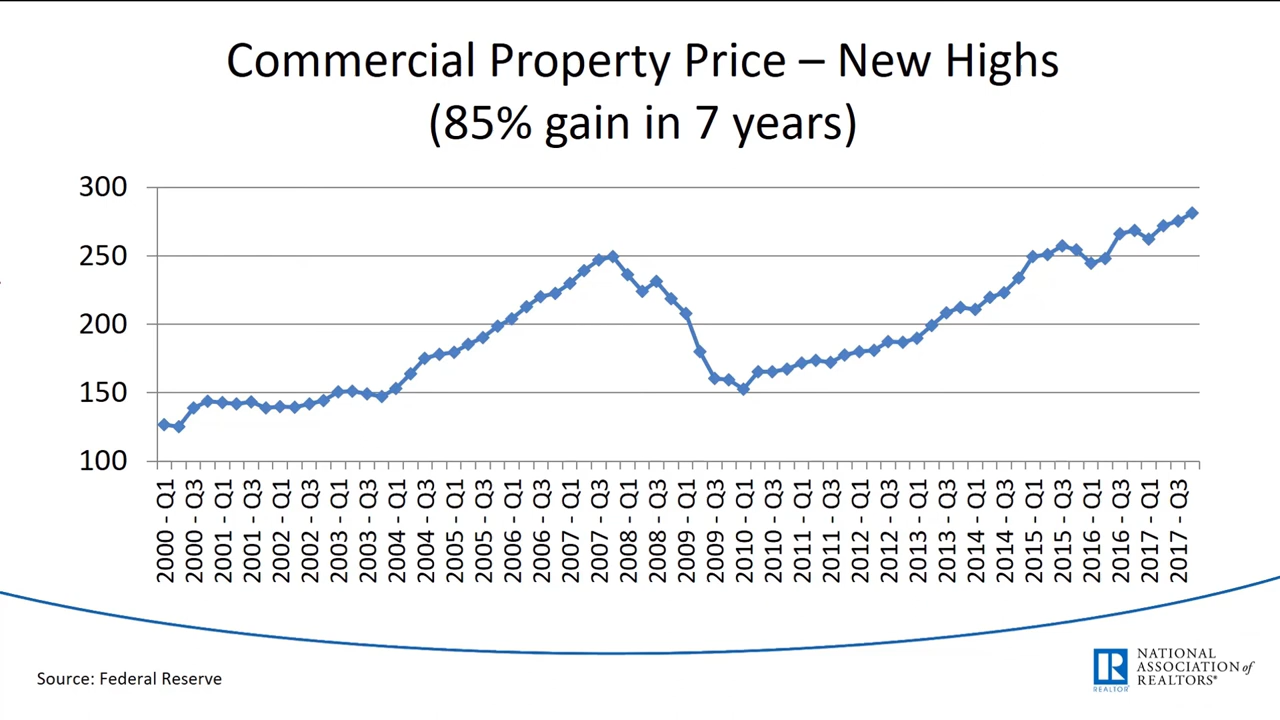 Commercial Property Price – New Highs
(85% gain in 7 years)
300
250
200
150
100
2000 - Q1
2000 - Q3
2001 - Q1
2001 - Q3
2002 - Q1
2002 - Q3
2003 - Q1
2003 - Q3
2004 - Q1
2004 - Q3
2005 - Q1
2005 - Q3
2006 - Q1
2006 - Q3
2007 - Q1
2007 - Q3
2008 - Q1
2008 - Q3
2009 - Q1
2009 - Q3
2010 - Q1
2010 - Q3
2011 - Q1
2011 - Q3
2012 - Q1
2012 - Q3
2013 - Q1
2013 - Q3
2014 - Q1
2014 - Q3
2015 - Q1
2015 - Q3
2016 - Q1
2016 - Q3
2017 - Q1
2017 - Q3
Source: Federal Reserve
REALTOR®
NATIONAL
ASSOCIATION of
REALTORS®